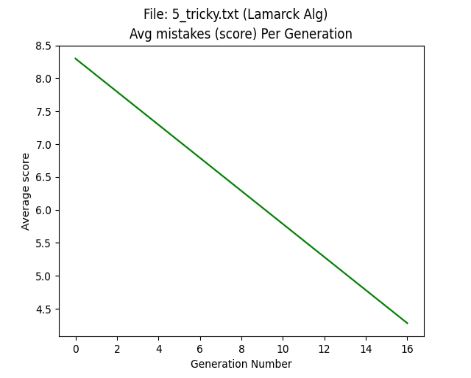 File: 5_tricky.txt (Lamarck Alg)
Avg mistakes (score) Per Generation
8.5
8.0
7.5
7.0
6.5
6.0
5.5
5.0
4.5
Average score
0 2 4 6 8 10 12 14 16
Generation Number